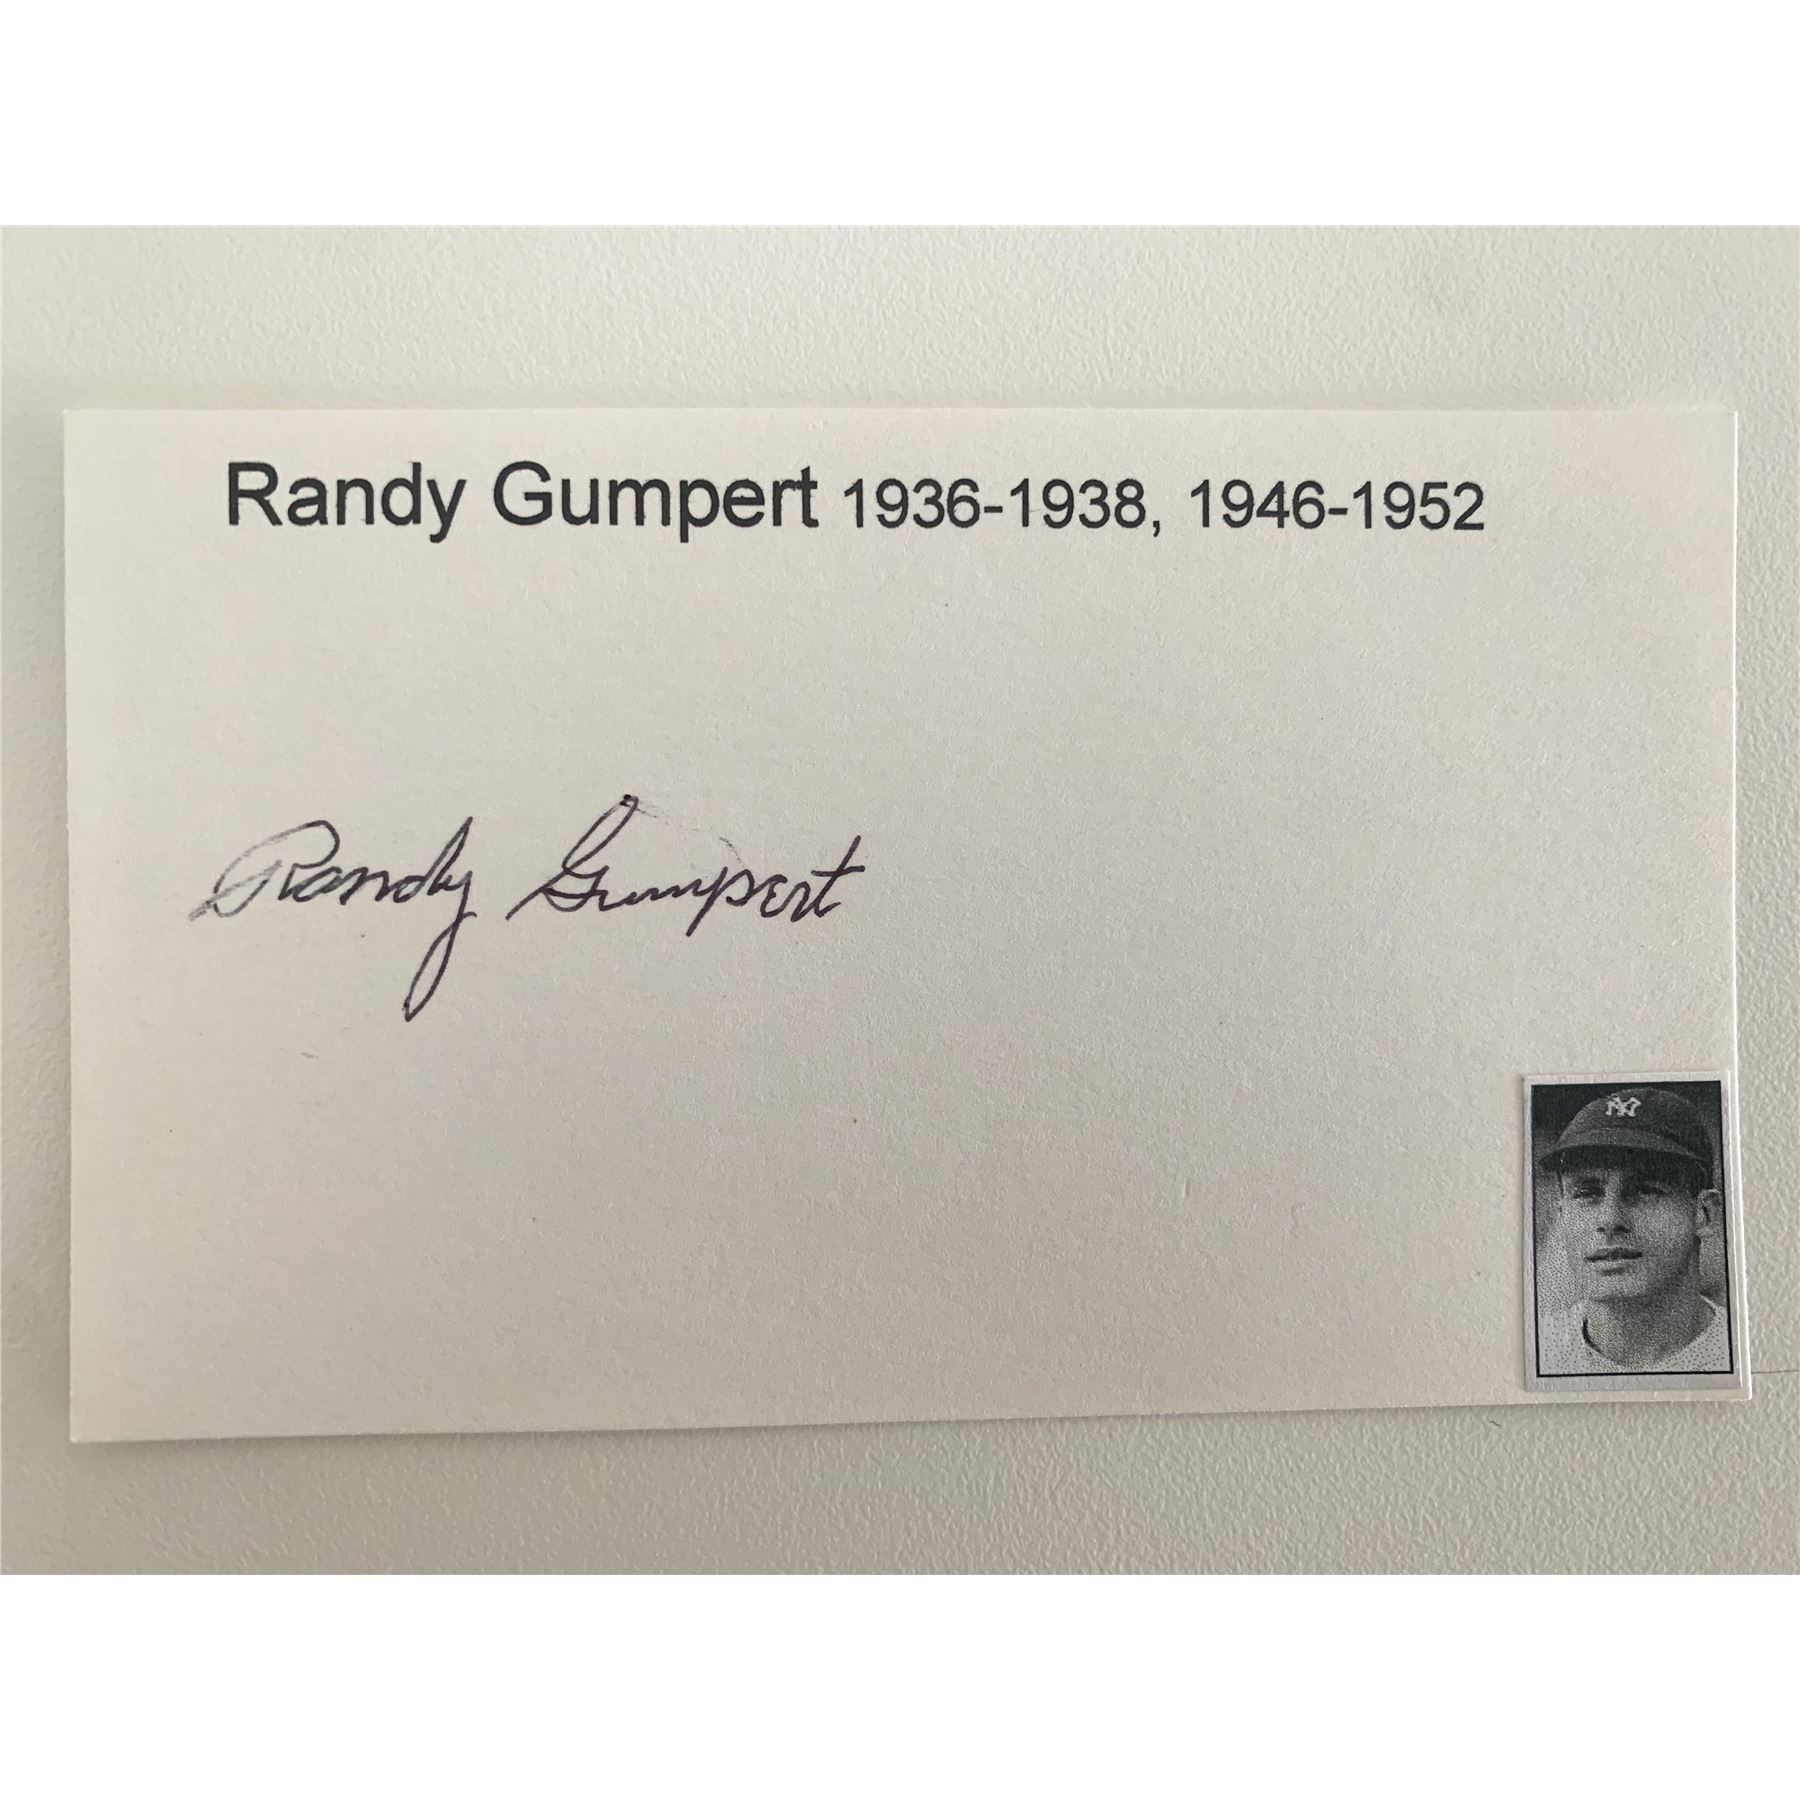 Randy Gumpert 1936-1938, 1946-1952
Randy Gumpert
NY